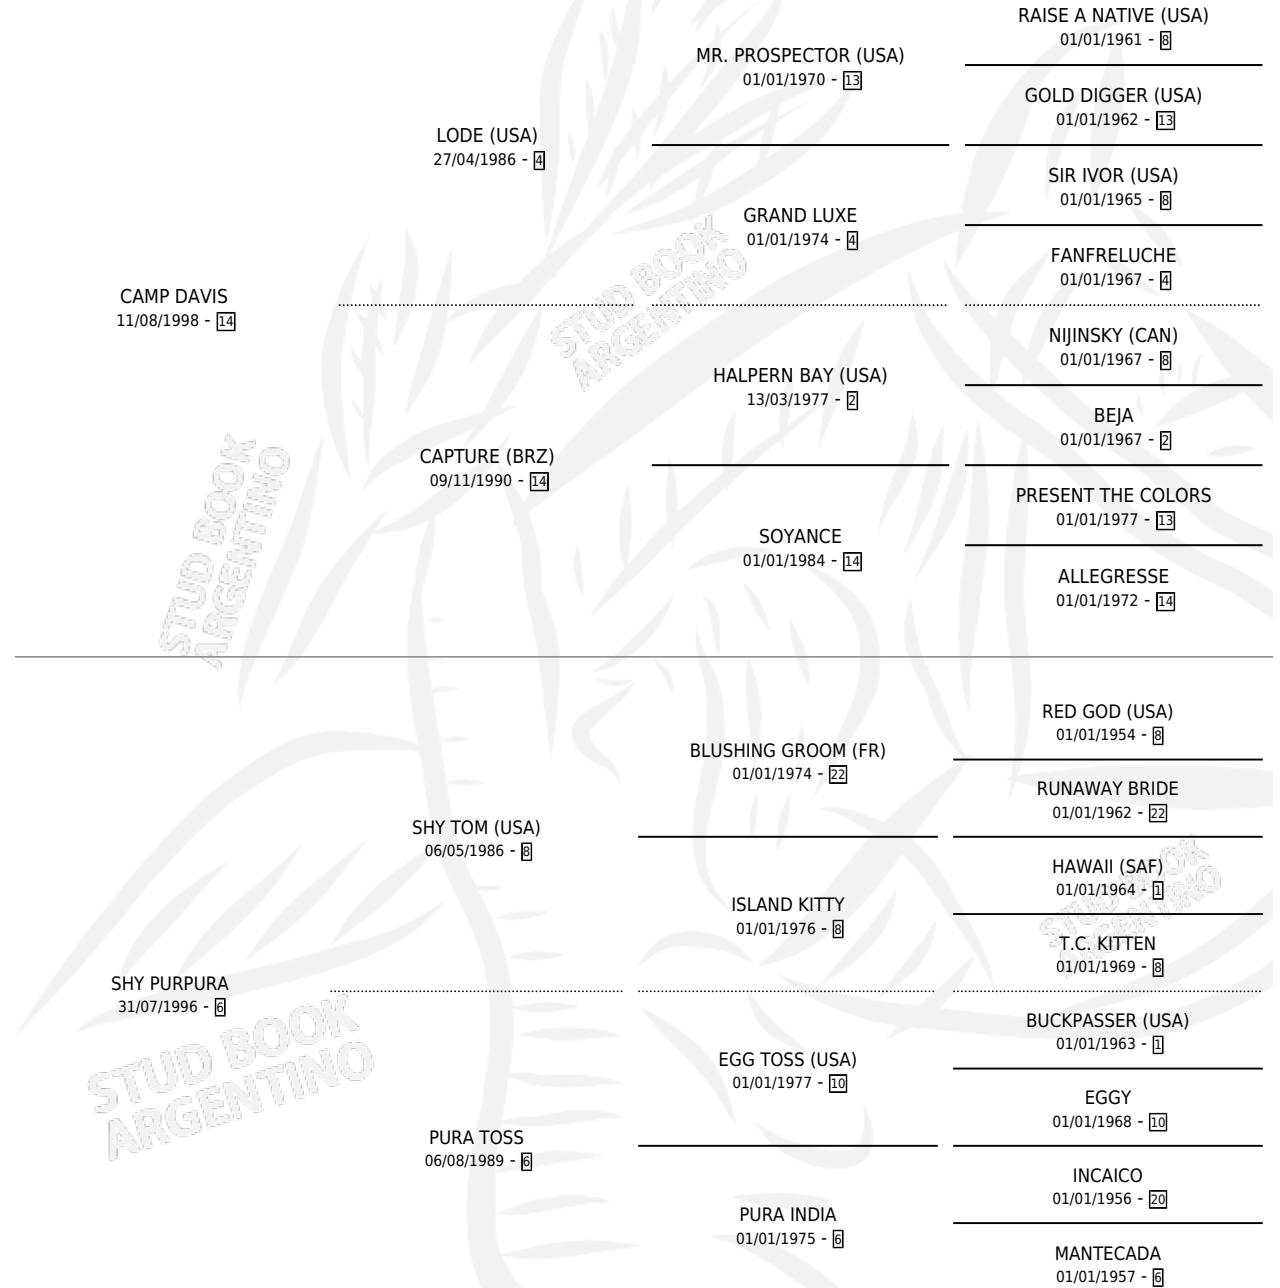 RAISE A NATIVE (USA)
01/01/1961 - 8
MR. PROSPECTOR (USA)
01/01/1970 - 13
GOLD DIGGER (USA)
01/01/1962 - 13
LODE (USA)
27/04/1986 - 4
SIR IVOR (USA)
01/01/1965 - 8
GRAND LUXE
01/01/1974 - 4
FANFRELUCHE
01/01/1967 - 4
CAMP DAVIS
11/08/1998 - 14
NIJINSKY (CAN)
01/01/1967 - 8
HALPERN BAY (USA)
13/03/1977 - 2
BEJA
01/01/1967 - 2
CAPTURE (BRZ)
09/11/1990 - 14
PRESENT THE COLORS
01/01/1977 - 13
SOYANCE
01/01/1984 - 14
ALLEGRESSE
01/01/1972 - 14
RED GOD (USA)
01/01/1954 - 8
BLUSHING GROOM (FR)
01/01/1974 - 22
RUNAWAY BRIDE
01/01/1962 - 22
SHY TOM (USA)
06/05/1986 - 8
HAWAII (SAF)
01/01/1964 - 1
ISLAND KITTY
01/01/1976 - 8
T.C. KITTEN
01/01/1969 - 8
SHY PURPURA
31/07/1996 - 6
BUCKPASSER (USA)
01/01/1963 - 1
EGG TOSS (USA)
01/01/1977 - 10
EGGY
01/01/1968 - 10
PURA TOSS
06/08/1989 - 6
INCAICO
01/01/1956 - 20
PURA INDIA
01/01/1975 - 6
MANTECADA
01/01/1957 - 6
STUD BOOK
ARGENTINO
STUD BOOK
ARGENTINO
STUD BOOK
ARGENTINO
STUD BOOK
ARGENTINO